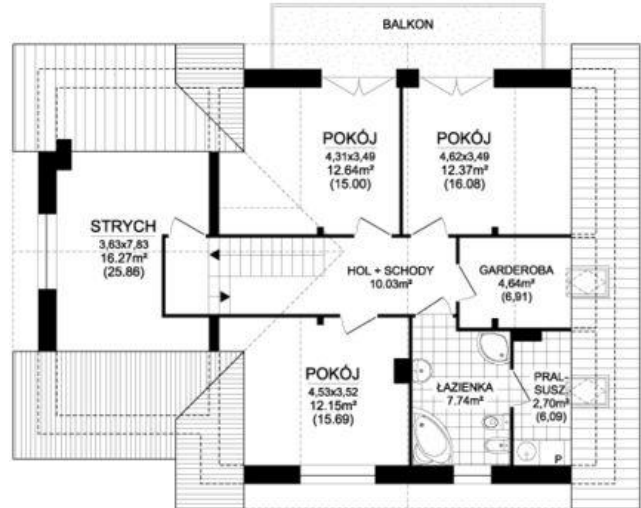 BALKON
POKÓJ
4,31x3,49
12.64m²
(15.00)
POKÓJ
4,62x3,49
12.37m²
(16.08)
STRYCH
3,63x7,83
16.27m²
(25.86)
HOL + SCHODY
10.03m²
GARDEROBA
4,64m²
(6,91)
POKÓJ
4,53x3,52
12.15m²
(15.69)
ŁAZIENKA
7.74m²
PRAL-
SUSZ.
2,70m²
(6,09)
P